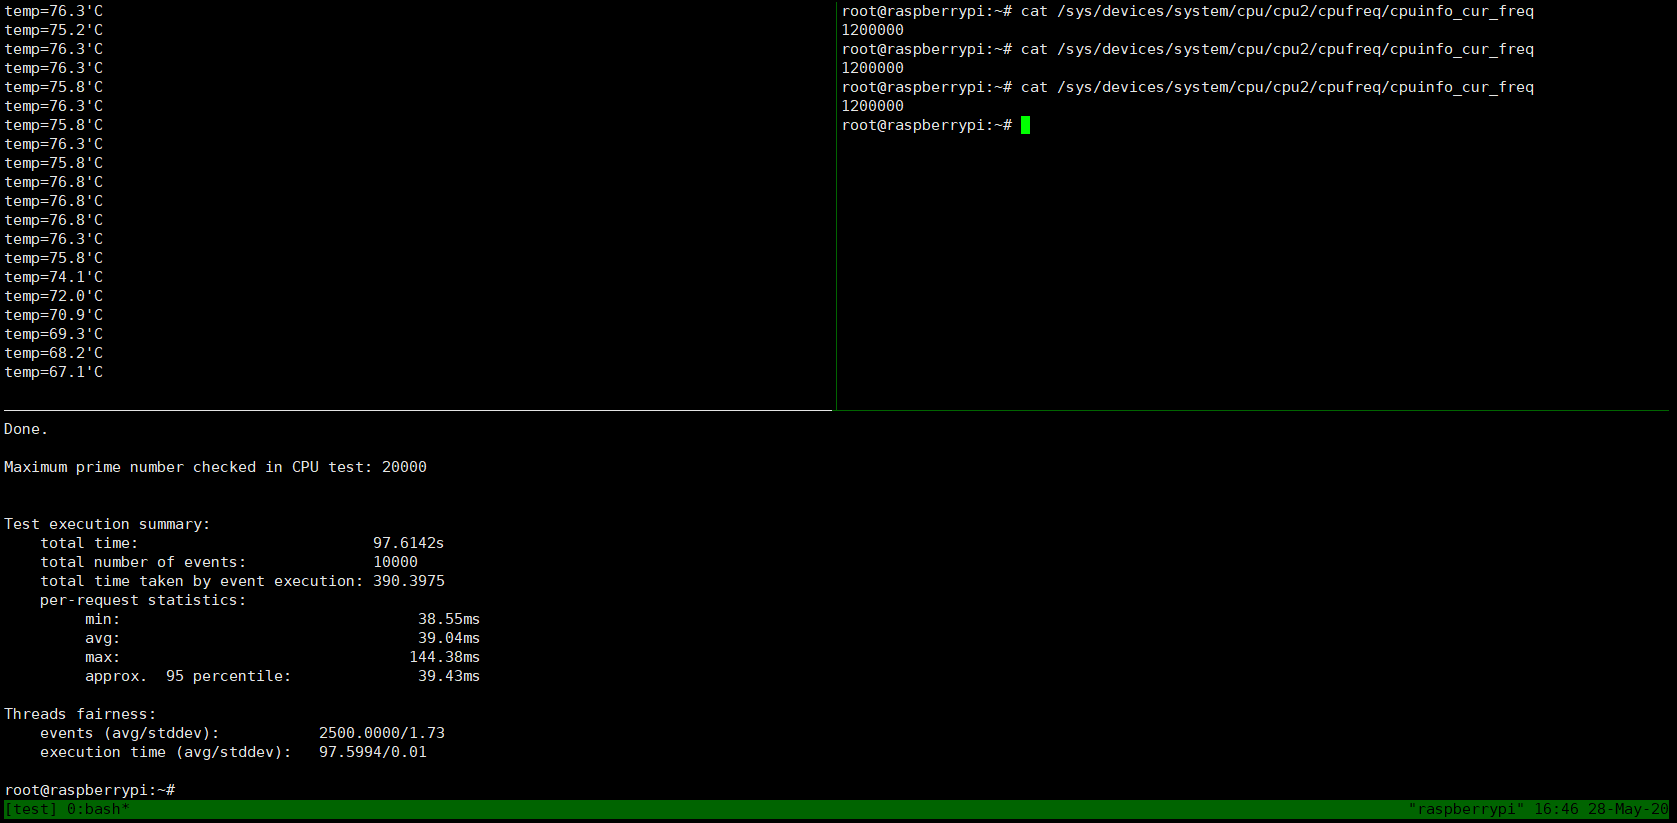 temp=76.3'C
temp=75.2'C
temp=76.3'C
temp=76.3'C
temp=75.8'C
temp=76.3'C
temp=75.8'C
temp=76.3'C
temp=75.8'C
temp=76.8'C
temp=76.8'C
temp=76.8'C
temp=76.3'C
temp=75.8'C
temp=74.1'C
temp=72.0'C
temp=70.9'C
temp=69.3'C
temp=68.2'C
temp=67.1'C
root@raspberrypi:~# cat /sys/devices/system/cpu/cpu2/cpufreq/cpuinfo_cur_freq
1200000
root@raspberrypi:~# cat /sys/devices/system/cpu/cpu2/cpufreq/cpuinfo_cur_freq
1200000
root@raspberrypi:~# cat /sys/devices/system/cpu/cpu2/cpufreq/cpuinfo_cur_freq
1200000
root@raspberrypi:~#
Done.
Maximum prime number checked in CPU test: 20000
Test execution summary:
total time: 97.6142s
total number of events: 10000
total time taken by event execution: 390.3975
per-request statistics:
min: 38.55ms
avg: 39.04ms
max: 144.38ms
approx.  95 percentile: 39.43ms
Threads fairness:
events (avg/stddev): 2500.0000/1.73
execution time (avg/stddev): 97.5994/0.01
root@raspberrypi:~#
[test] 0:bash* "raspberrypi" 16:46 28-May-20